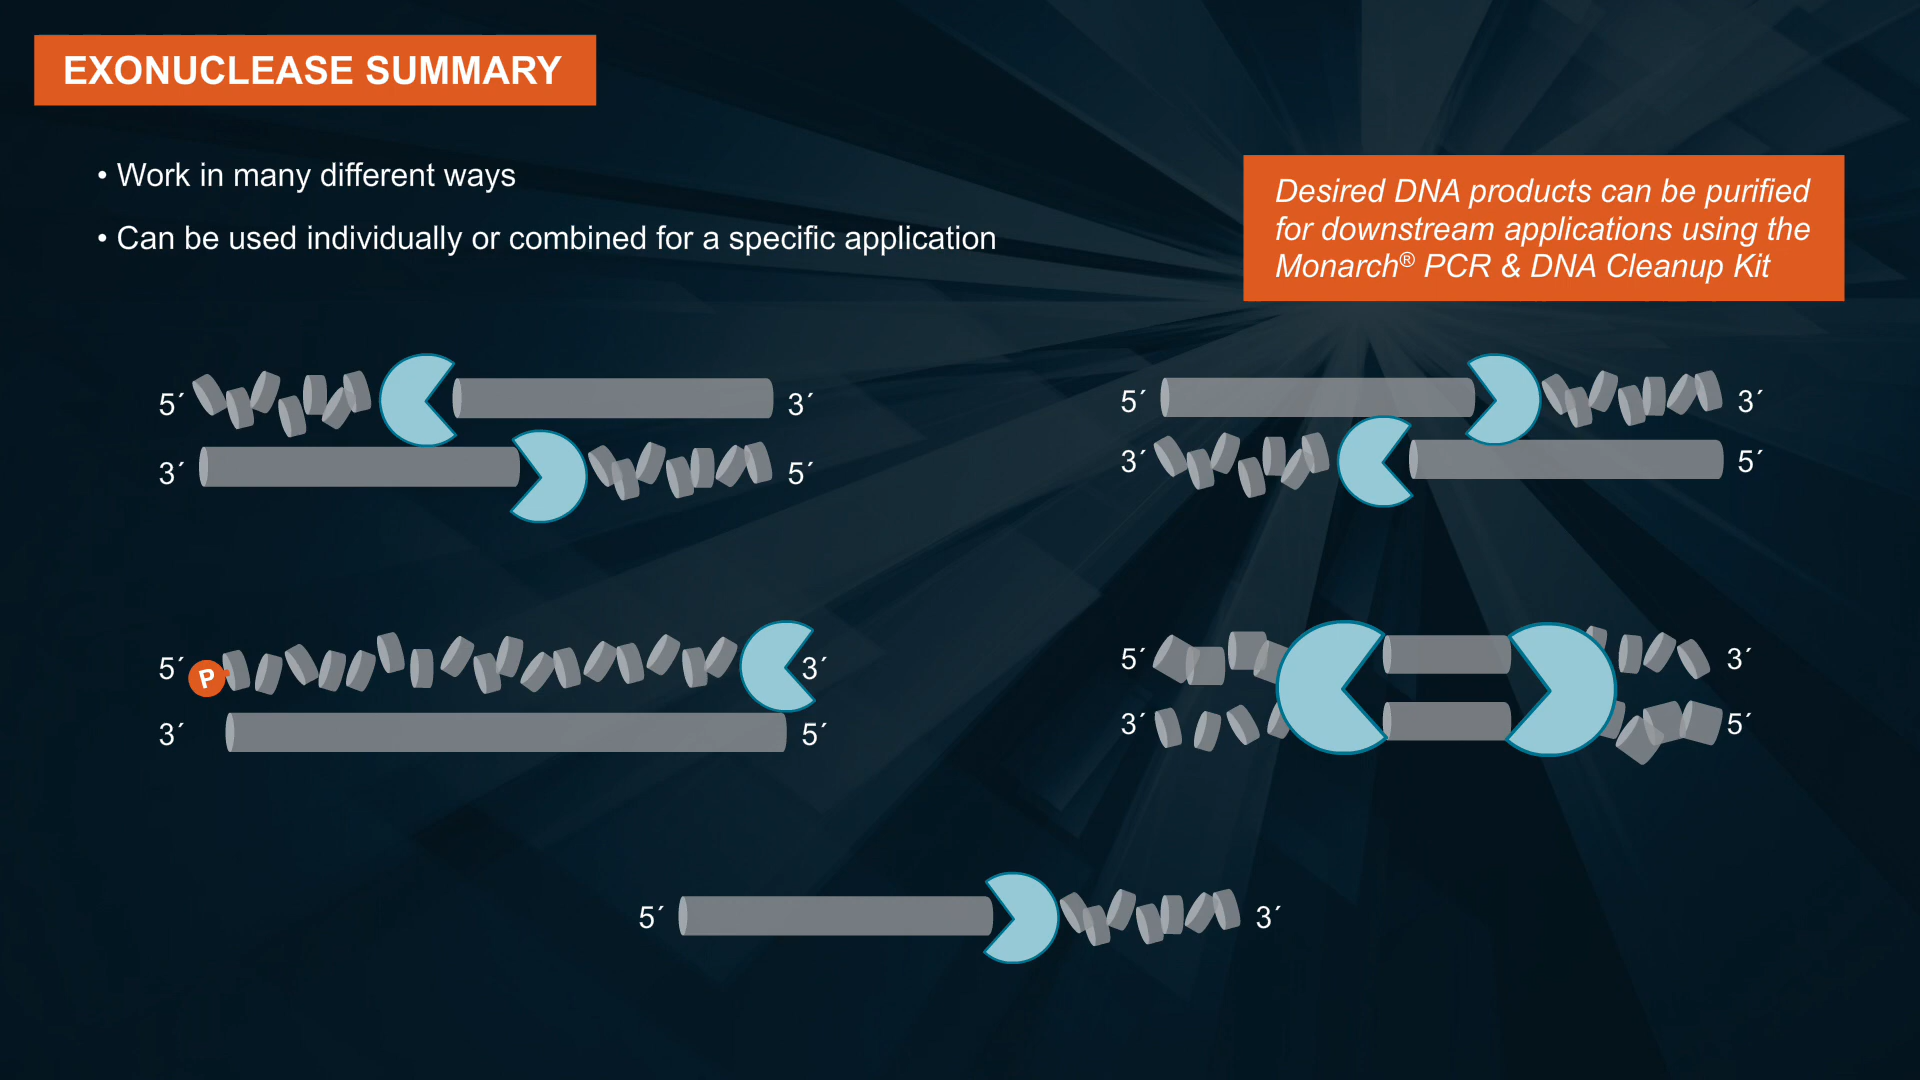 EXONUCLEASE SUMMARY
• Work in many different ways
• Can be used individually or combined for a specific application
Desired DNA products can be purified
for downstream applications using the
Monarch® PCR & DNA Cleanup Kit
5´ 3´
3´ 5´
5´ 3´
3´ 5´
5´ P 3´
3´ 5´
5´ 3´
3´ 5´
5´ 3´